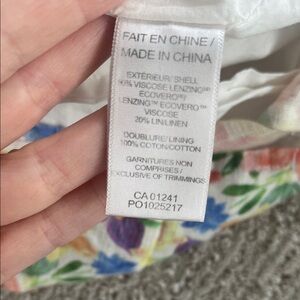 FAIT EN CHINE /
MADE IN CHINA
EXTÉRIEUR/SHELL
80% VISCOSE LENZING™
ECOVERO™/
LENZING™ ECOVERO™
VISCOSE
20% LIN/LINEN
DOUBLURE/LINING
100% COTON/COTTON
GARNITURES NON
COMPRISES /
EXCLUSIVE OF TRIMMINGS
CA 01241
PO1025217